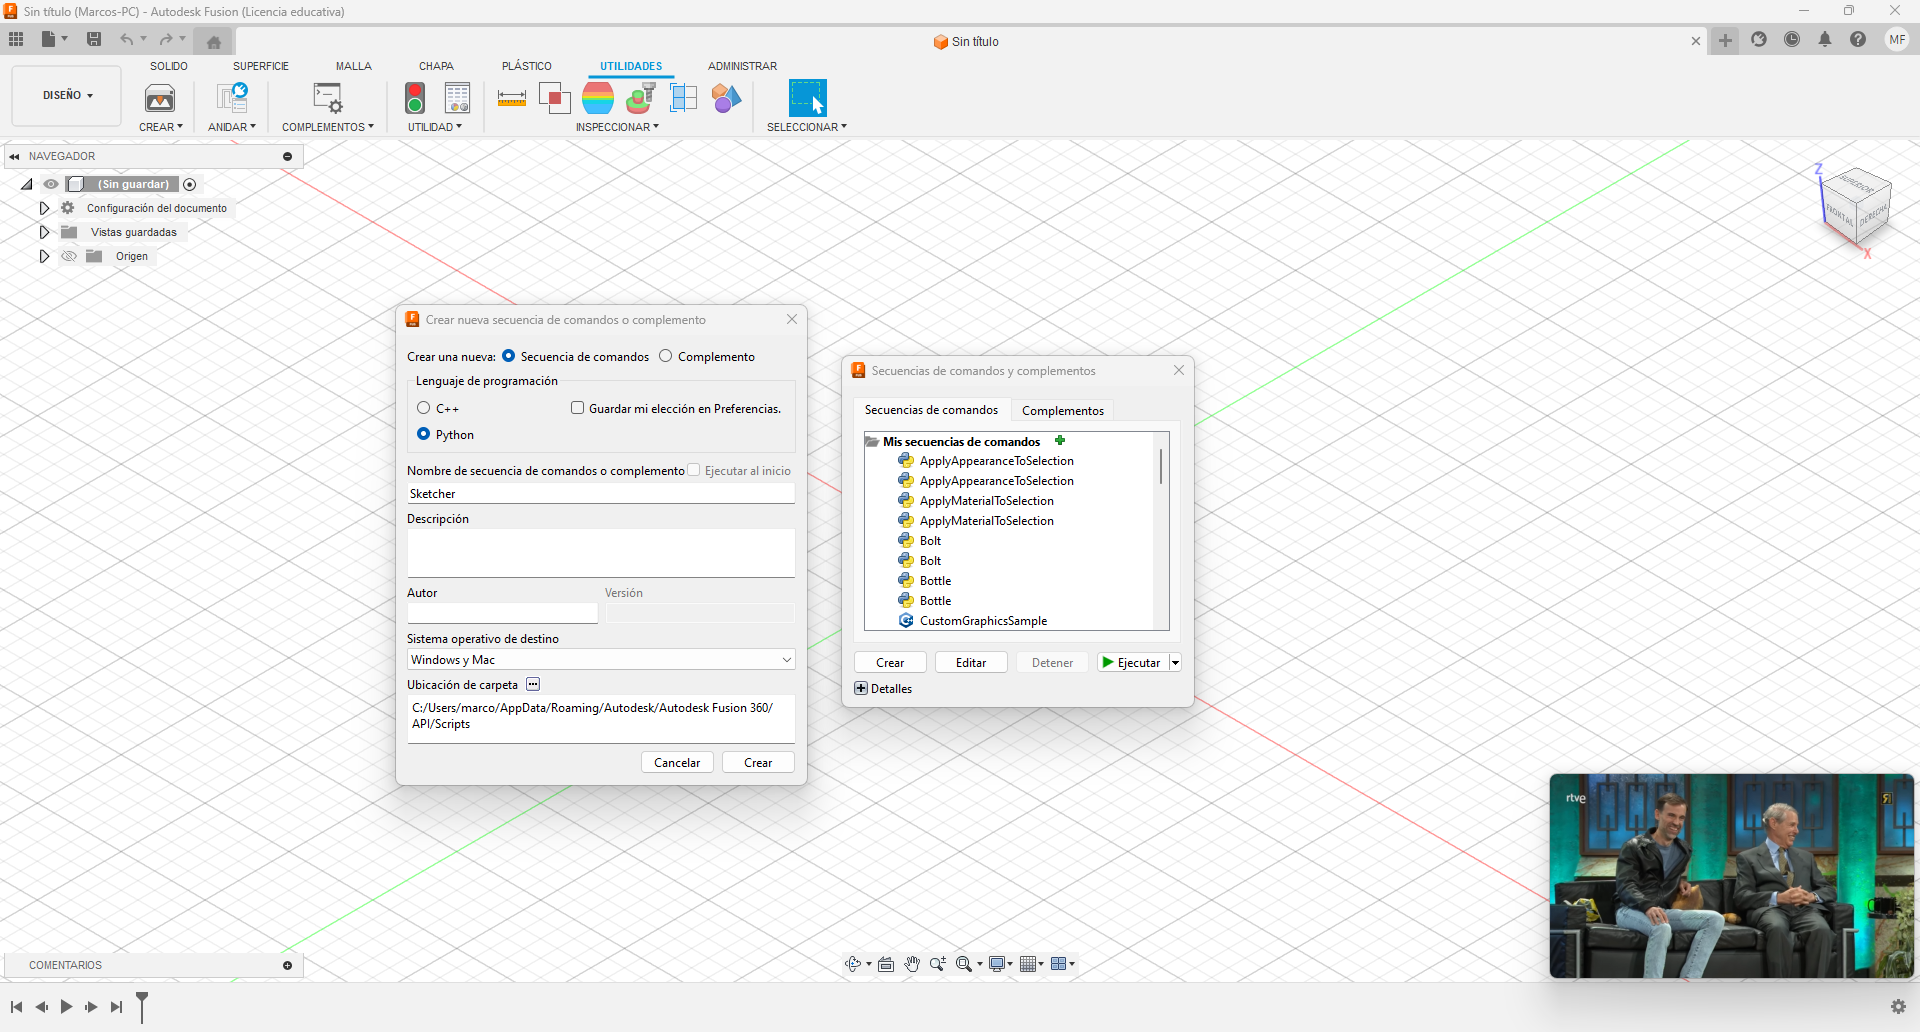 Sin título (Marcos-PC) - Autodesk Fusion (Licencia educativa)
Sin título
MF
SOLIDO
SUPERFICIE
MALLA
CHAPA
PLÁSTICO
UTILIDADES
ADMINISTRAR
DISEÑO
CREAR
ANIDAR
COMPLEMENTOS
UTILIDAD
INSPECCIONAR
SELECCIONAR
NAVEGADOR
(Sin guardar)
Configuración del documento
Vistas guardadas
Origen
Z
SUPERIOR
FRONTAL
DERECHA
X
Crear nueva secuencia de comandos o complemento
Crear una nueva: Secuencia de comandos Complemento
Lenguaje de programación
C++
Guardar mi elección en Preferencias.
Python
Nombre de secuencia de comandos o complemento Ejecutar al inicio
Sketcher
Descripción
Autor
Versión
Sistema operativo de destino
Windows y Mac
Ubicación de carpeta
C:/Users/marco/AppData/Roaming/Autodesk/Autodesk Fusion 360/
API/Scripts
Cancelar
Crear
Secuencias de comandos y complementos
Secuencias de comandos
Complementos
Mis secuencias de comandos
ApplyAppearanceToSelection
ApplyAppearanceToSelection
ApplyMaterialToSelection
ApplyMaterialToSelection
Bolt
Bolt
Bottle
Bottle
CustomGraphicsSample
Crear
Editar
Detener
Ejecutar
Detalles
rtve
COMENTARIOS